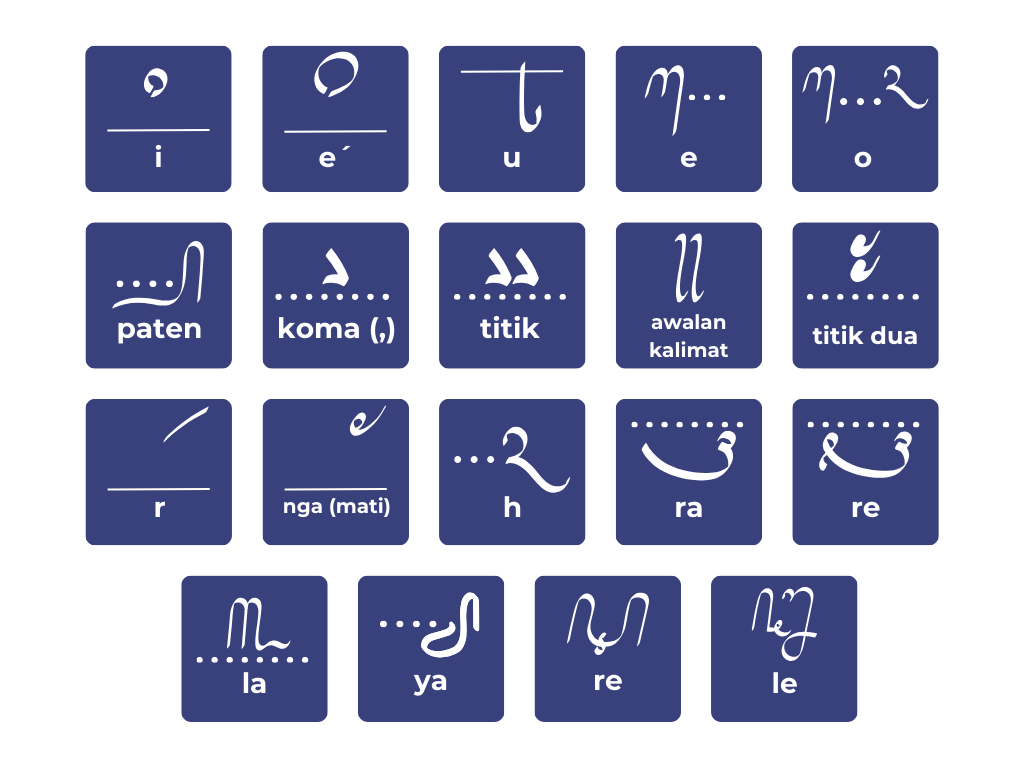 ꦶ
i
ꦼ
e´
ꦸ
u
ꦺ...
e
ꦺ...ꦴ
o
....꧀
paten
꧈
koma (,)
꧉
titik
꧋
awalan
kalimat
꧇
titik dua
ꦂ
r
ꦁ
nga (mati)
...ꦃ
h
ꦿ
ra
ꦽ
re
꧀ꦭ
la
....ꦾ
ya
ꦉ
re
ꦊ
le